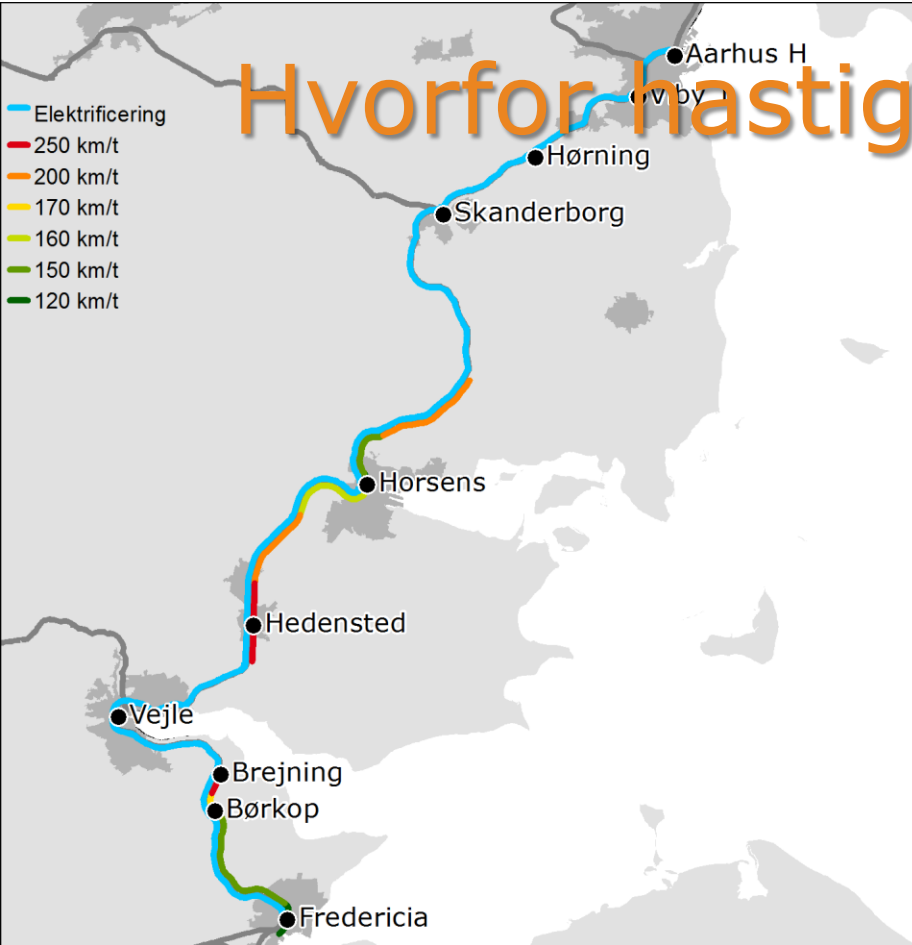 Aarhus H
Hvorfor hastig
Viby J
Elektrificering
250 km/t
200 km/t
170 km/t
160 km/t
150 km/t
120 km/t
Hørning
Skanderborg
Horsens
Hedensted
Vejle
Brejning
Børkop
Fredericia